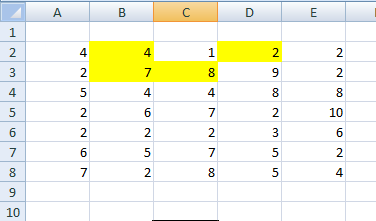 A B C D E
1
2 4 4 1 2 2
3 2 7 8 9 2
4 5 4 4 8 8
5 2 6 7 2 10
6 2 2 2 3 6
7 6 5 7 5 2
8 7 2 8 5 4
9
10